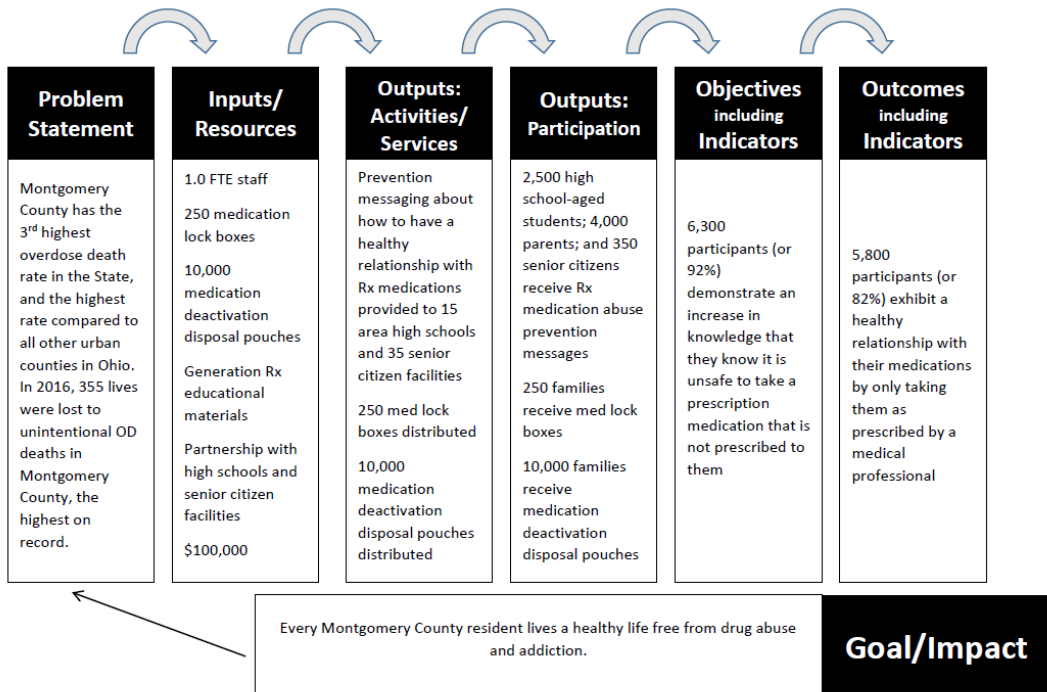 Problem
Statement
Montgomery
County has the
3rd highest
overdose death
rate in the State,
and the highest
rate compared to
all other urban
counties in Ohio.
In 2016, 355 lives
were lost to
unintentional OD
deaths in
Montgomery
County, the
highest on
record.
Inputs/
Resources
1.0 FTE staff
250 medication
lock boxes
10,000
medication
deactivation
disposal pouches
Generation Rx
educational
materials
Partnership with
high schools and
senior citizen
facilities
$100,000
Outputs:
Activities/
Services
Prevention
messaging about
how to have a
healthy
relationship with
Rx medications
provided to 15
area high schools
and 35 senior
citizen facilities
250 med lock
boxes distributed
10,000
medication
deactivation
disposal pouches
distributed
Outputs:
Participation
2,500 high
school-aged
students; 4,000
parents; and 350
senior citizens
receive Rx
medication abuse
prevention
messages
250 families
receive med lock
boxes
10,000 families
receive
medication
deactivation
disposal pouches
Objectives
including
Indicators
6,300
participants (or
92%)
demonstrate an
increase in
knowledge that
they know it is
unsafe to take a
prescription
medication that is
not prescribed to
them
Outcomes
including
Indicators
5,800
participants (or
82%) exhibit a
healthy
relationship with
their medications
by only taking
them as
prescribed by a
medical
professional
Every Montgomery County resident lives a healthy life free from drug abuse
and addiction.
Goal/Impact